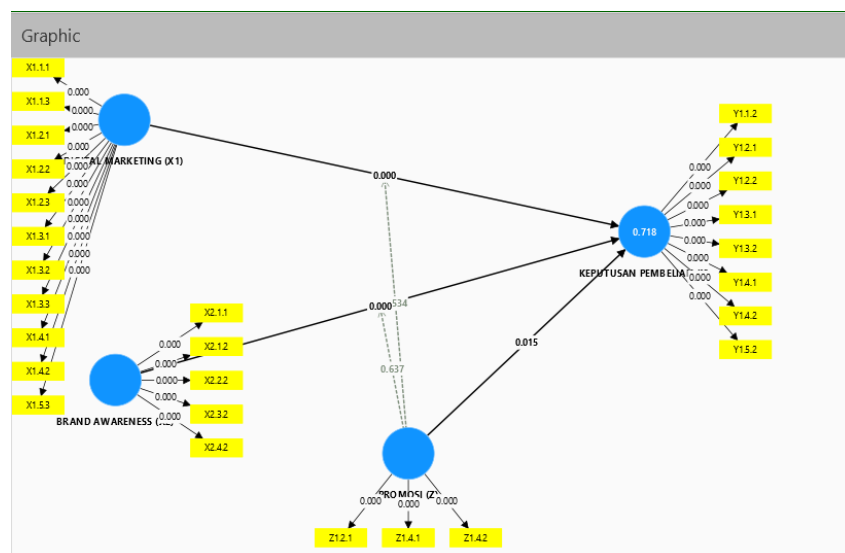 Graphic
X1.1.1
X1.1.3
X1.2.1
X1.2.2
X1.2.3
X1.3.1
X1.3.2
X1.3.3
X1.4.1
X1.4.2
X1.5.3
0.000
0.000
0.000
0.000
0.000
0.000
0.000
0.000
0.000
0.000
MARKETING (X1)
0.000
0.718
KEPUTUSAN
Y1.1.2
Y1.2.1
Y1.2.2
Y1.3.1
Y1.3.2
Y1.4.1
Y1.4.2
Y1.5.2
0.000
0.000
0.000
0.000
0.000
0.000
0.000
0.000
X2.1.1
X2.1.2
X2.2.2
X2.3.2
X2.4.2
0.000
0.000
0.000
0.000
0.000
BRAND AWARENESS
0.000
534
0.637
0.015
PROMOSI (Z)
0.000
0.000
0.000
Z1.2.1
Z1.4.1
Z1.4.2